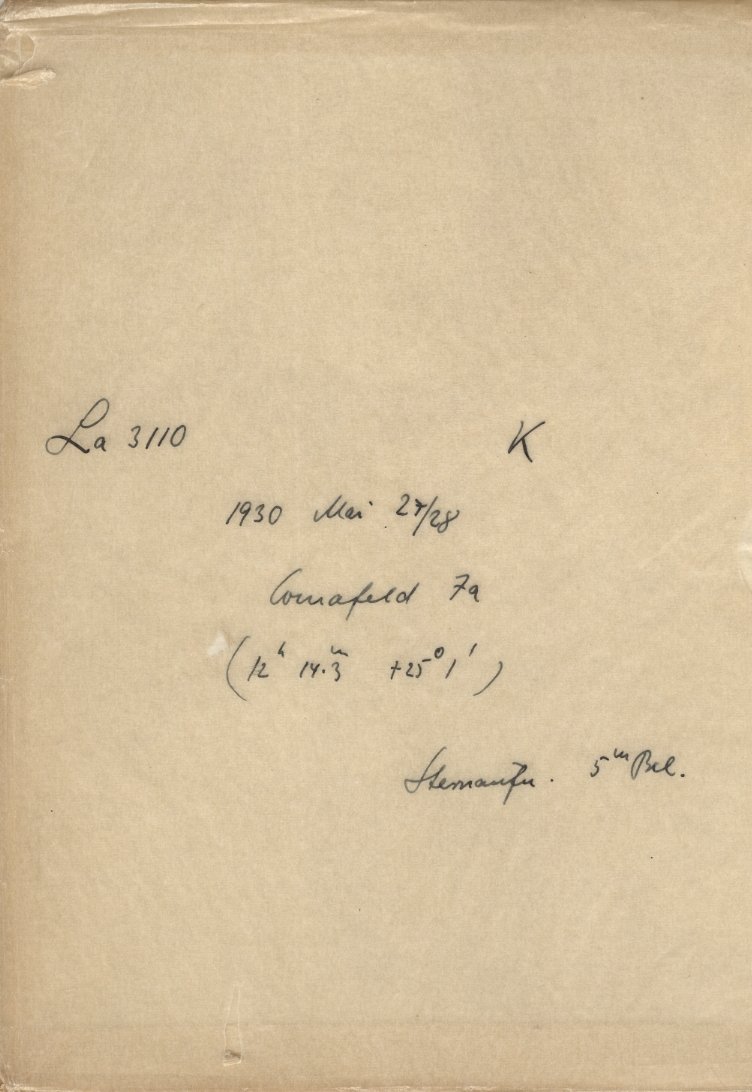 La 3110 K
1930 Mai 27/28
Comafeld 7a
(12ʰ 14.3ᵐ +25° 1')
Sternaufn. 5ᵐ Bel.